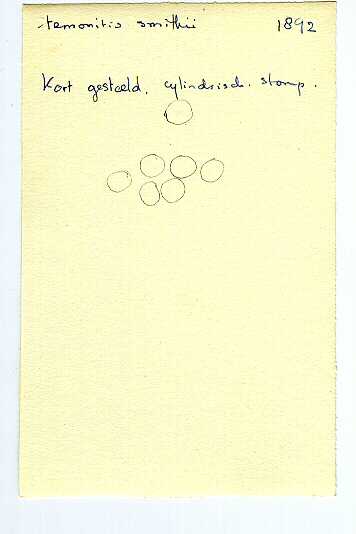 stemonitis smithii 1892
Kort gesteeld, cylindrisch. stomp.